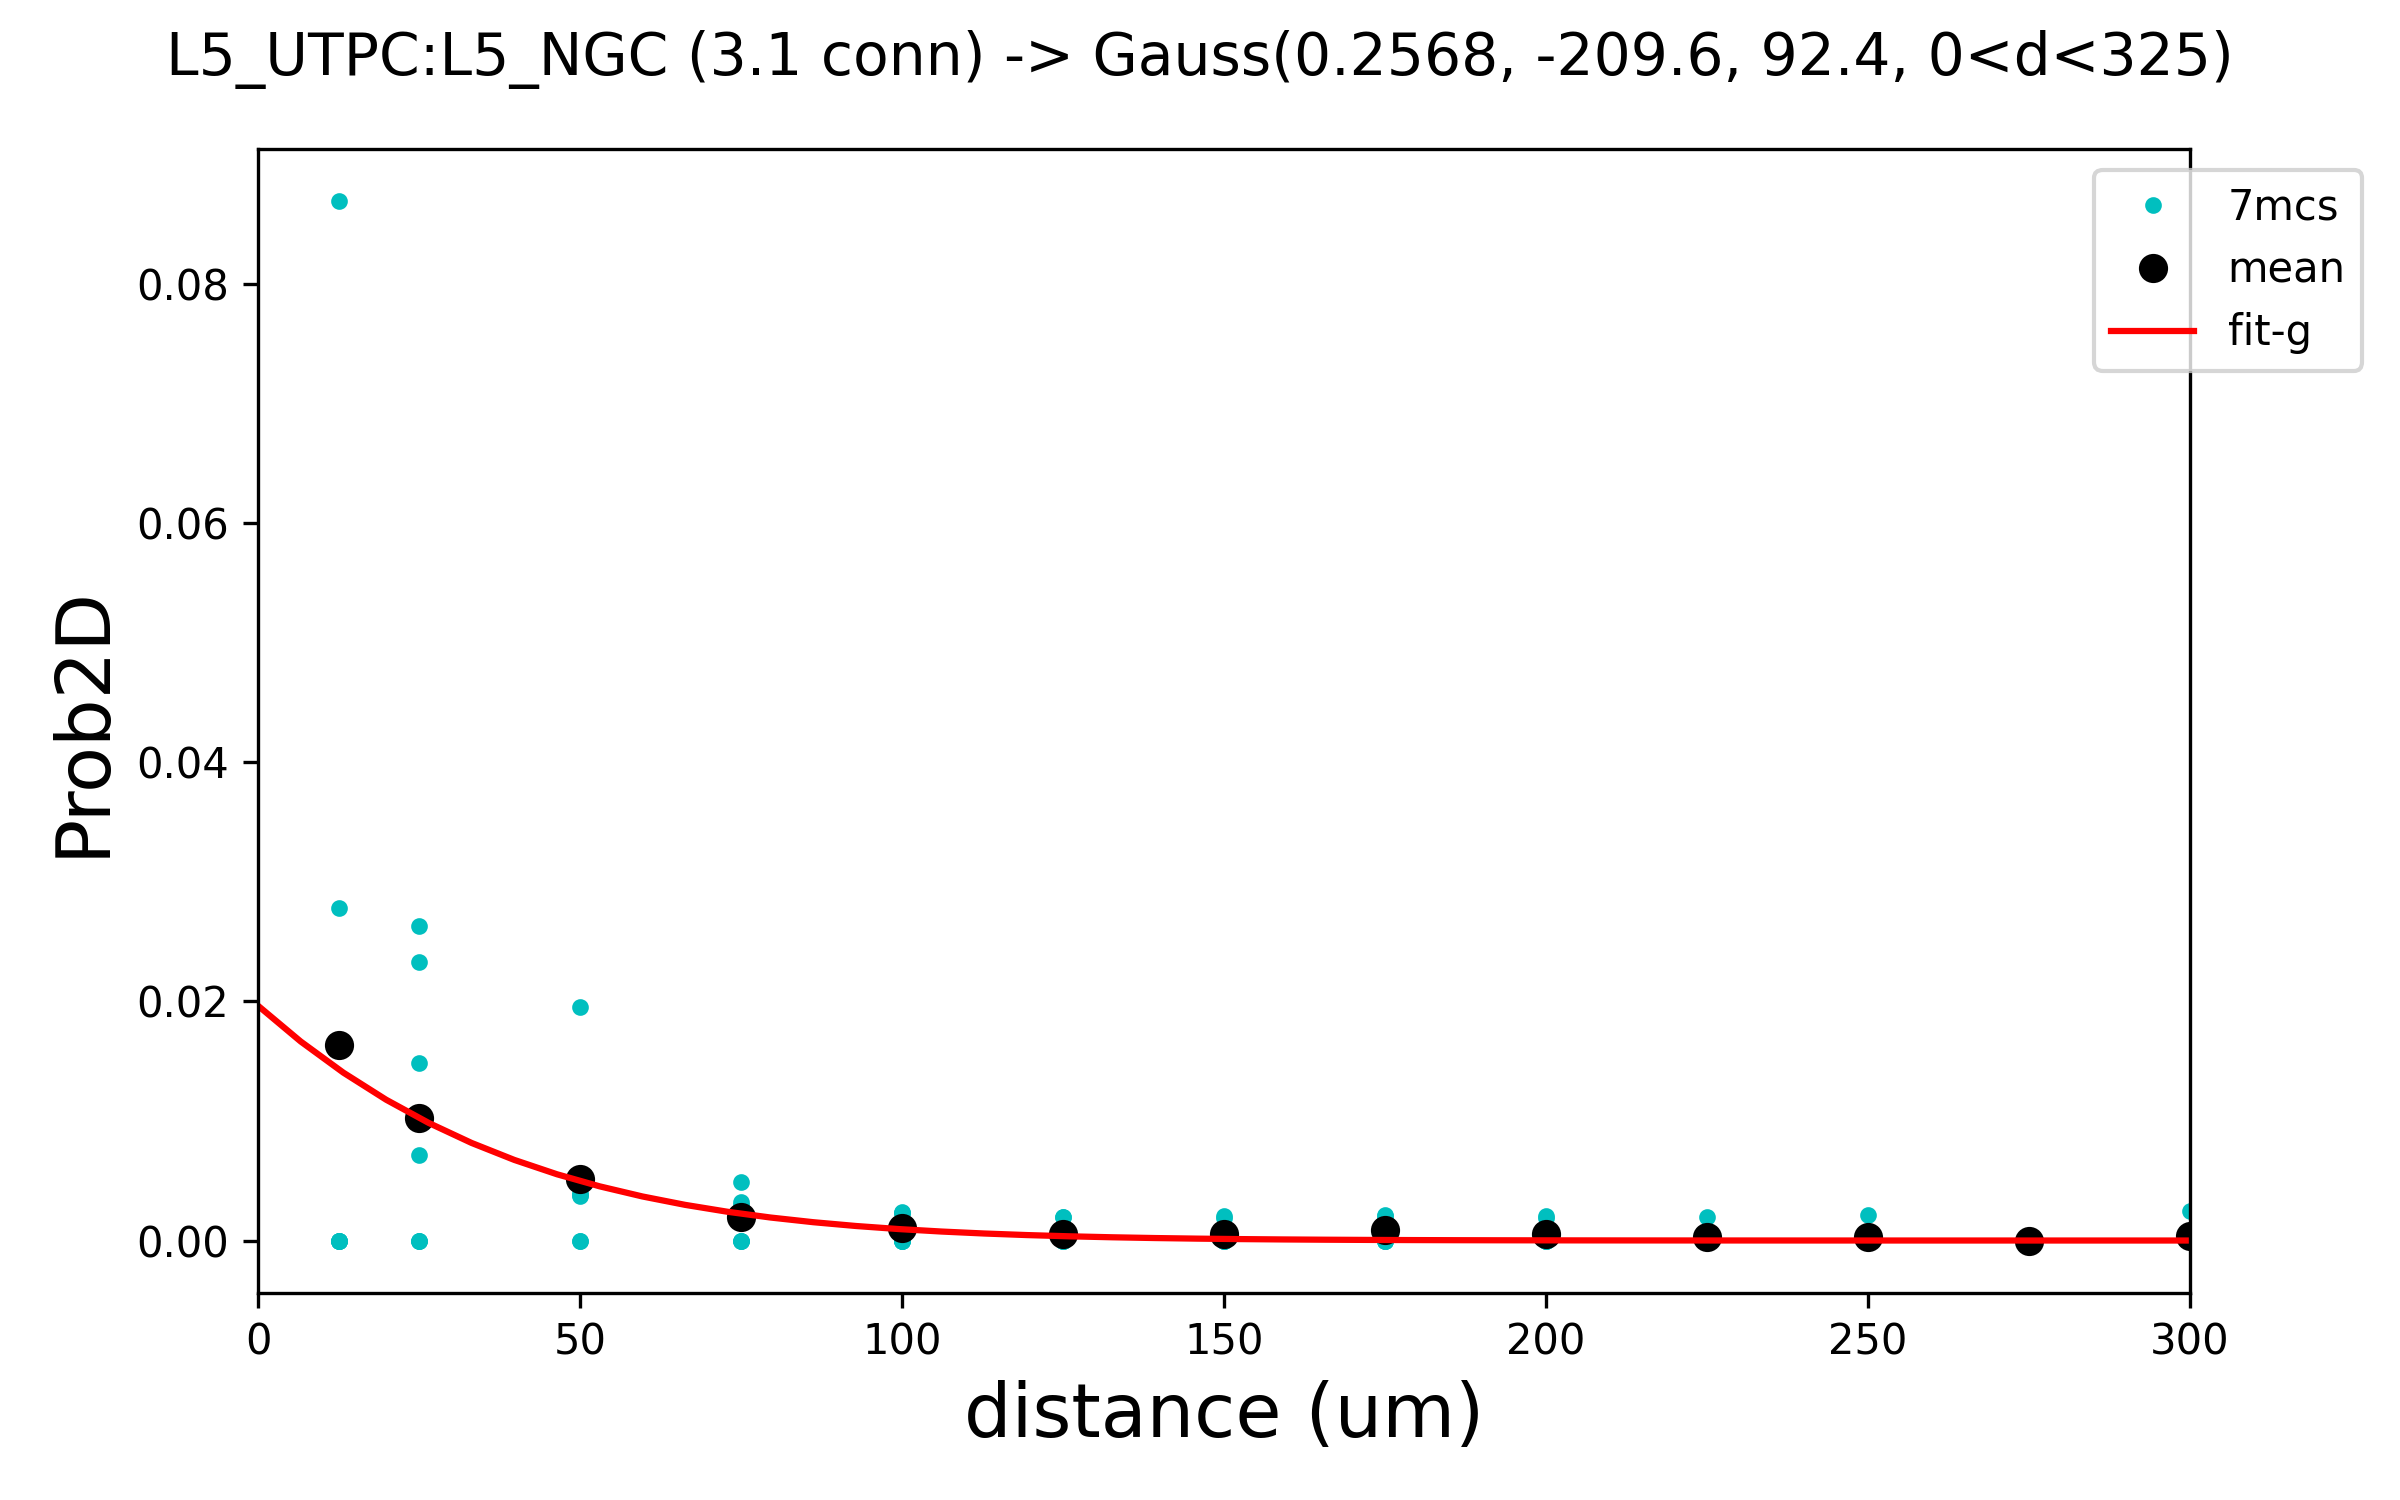 L5_UTPC:L5_NGC (3.1 conn) -> Gauss(0.2568, -209.6, 92.4, 0<d<325)
7mcs
mean
fit-g
0.08
0.06
0.04
0.02
0.00
Prob2D
0 50 100 150 200 250 300
distance (um)